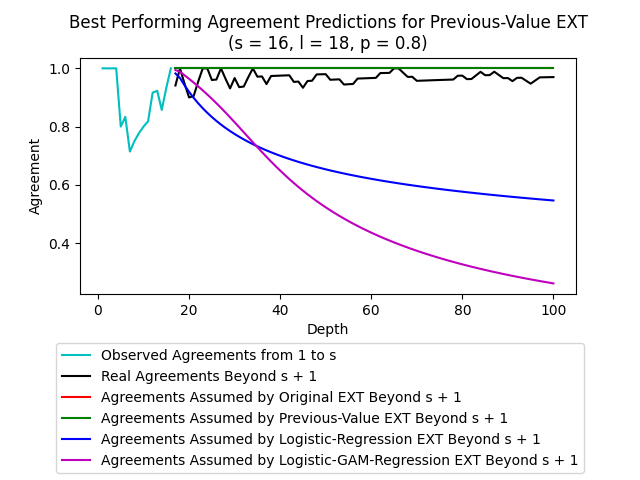 Best Performing Agreement Predictions for Previous-Value EXT
(s = 16, l = 18, p = 0.8)
1.0
0.8
0.6
0.4
Agreement
0 20 40 60 80 100
Depth
Observed Agreements from 1 to s
Real Agreements Beyond s + 1
Agreements Assumed by Original EXT Beyond s + 1
Agreements Assumed by Previous-Value EXT Beyond s + 1
Agreements Assumed by Logistic-Regression EXT Beyond s + 1
Agreements Assumed by Logistic-GAM-Regression EXT Beyond s + 1